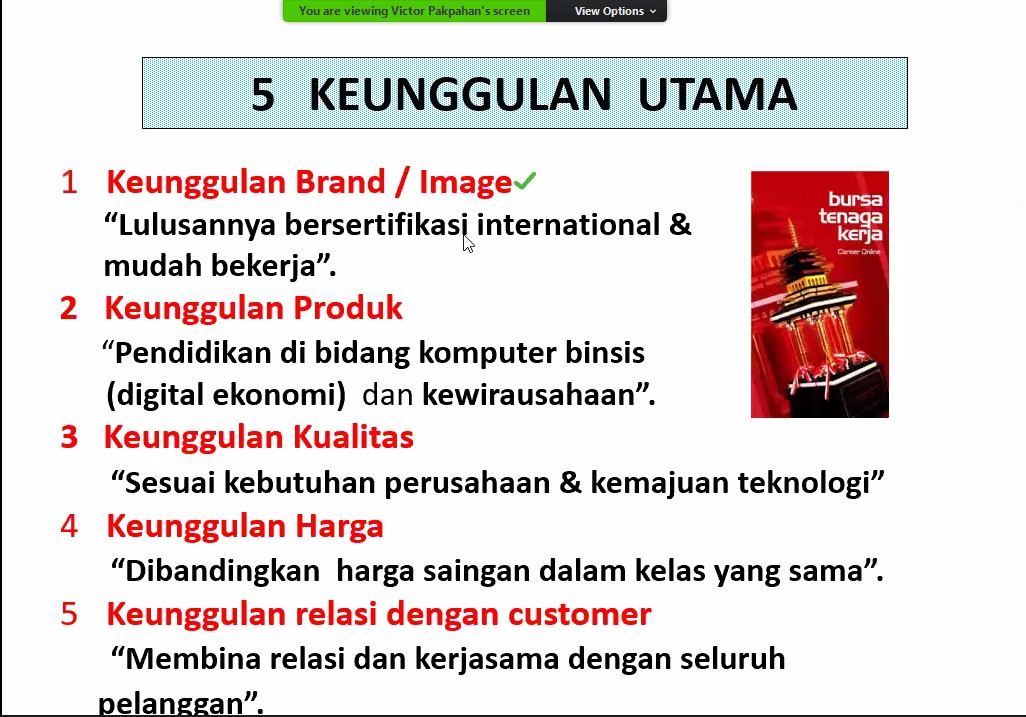 You are viewing Victor Pakpahan's screen View Options
5 KEUNGGULAN UTAMA
1 Keunggulan Brand / Image
“Lulusannya bersertifikasi international &
mudah bekerja”.
2 Keunggulan Produk
“Pendidikan di bidang komputer binsis
(digital ekonomi) dan kewirausahaan”.
3 Keunggulan Kualitas
“Sesuai kebutuhan perusahaan & kemajuan teknologi”
4 Keunggulan Harga
“Dibandingkan harga saingan dalam kelas yang sama”.
5 Keunggulan relasi dengan customer
“Membina relasi dan kerjasama dengan seluruh
pelanggan”.
bursa
tenaga
kerja
Career Online